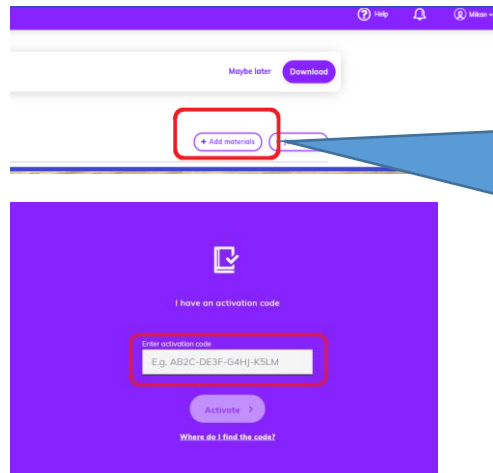 Help
Mikan
Maybe later
Download
+ Add materials
I have an activation code
Enter activation code
E.g. AB2C-DE3F-G4HJ-K5LM
Activate
Where do I find the code?